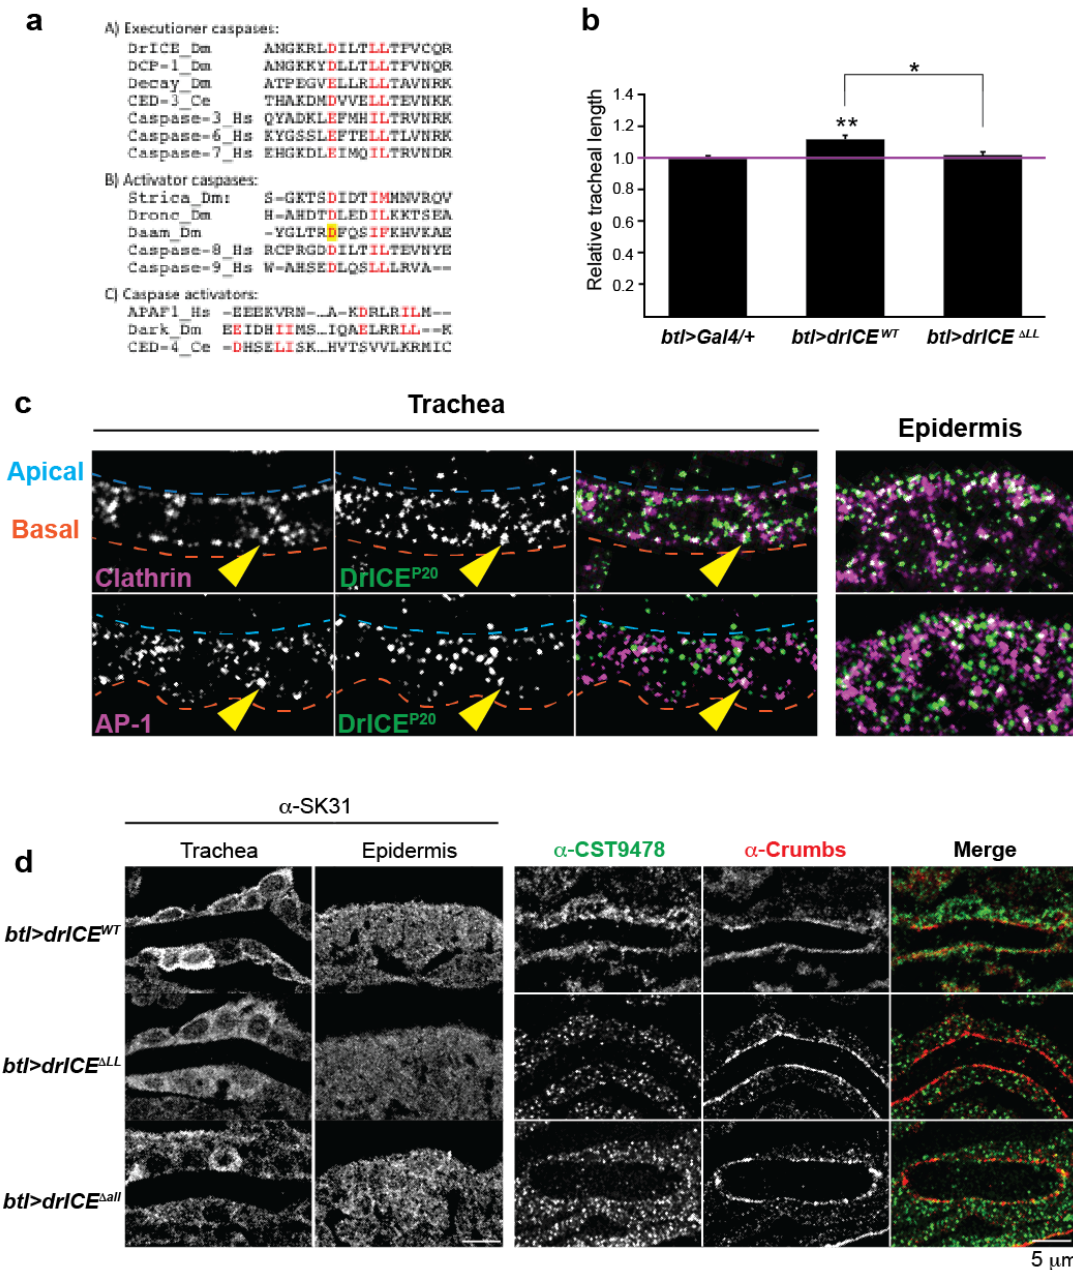 a
A) Executioner caspases:
DrICE_Dm ANGKRLDILTLLTFVCQR
DCP-1_Dm ANGKKYDLLTLLTFVNQR
Decay_Dm ATPEGVELLRLLTAVNRK
CED-3_Ce THAKDMDVVELLTEVNKK
Caspase-3_Hs QYADKLEFMHILTRVNRK
Caspase-6_Hs KYGSSLEFTELLTLVNRK
Caspase-7_Hs EHGKDLEIMQILTRVNDR
B) Activator caspases:
Strica_Dm: S-GKTSDIDTIMMNVRQV
Dronc_Dm H-AHDTDLEDILKKTSEA
Daam_Dm -YGLTRDFQSIFKHVKAE
Caspase-8_Hs RCPRGDDILTILTEVNYE
Caspase-9_Hs W-AHSEDLQSLLLRVA--
C) Caspase activators:
APAF1_Hs -EEEKVRN-…A-KDRLRILM--
Dark_Dm EEIDHIIMS…IQAELRRLL--K
CED-4_Ce -DHSELISK…HVTSVVLKRMIC
b
Relative tracheal length
1.4
1.2
1.0
0.8
0.6
0.4
0.2
**
*
btl>Gal4/+ btl>drICE WT btl>drICE ΔLL
c
Trachea
Epidermis
Apical
Basal
Clathrin
DrICE P20
AP-1
DrICE P20
d
α-SK31
Trachea Epidermis α-CST9478 α-Crumbs Merge
btl>drICE WT
btl>drICE ΔLL
btl>drICE Δall
5 μm